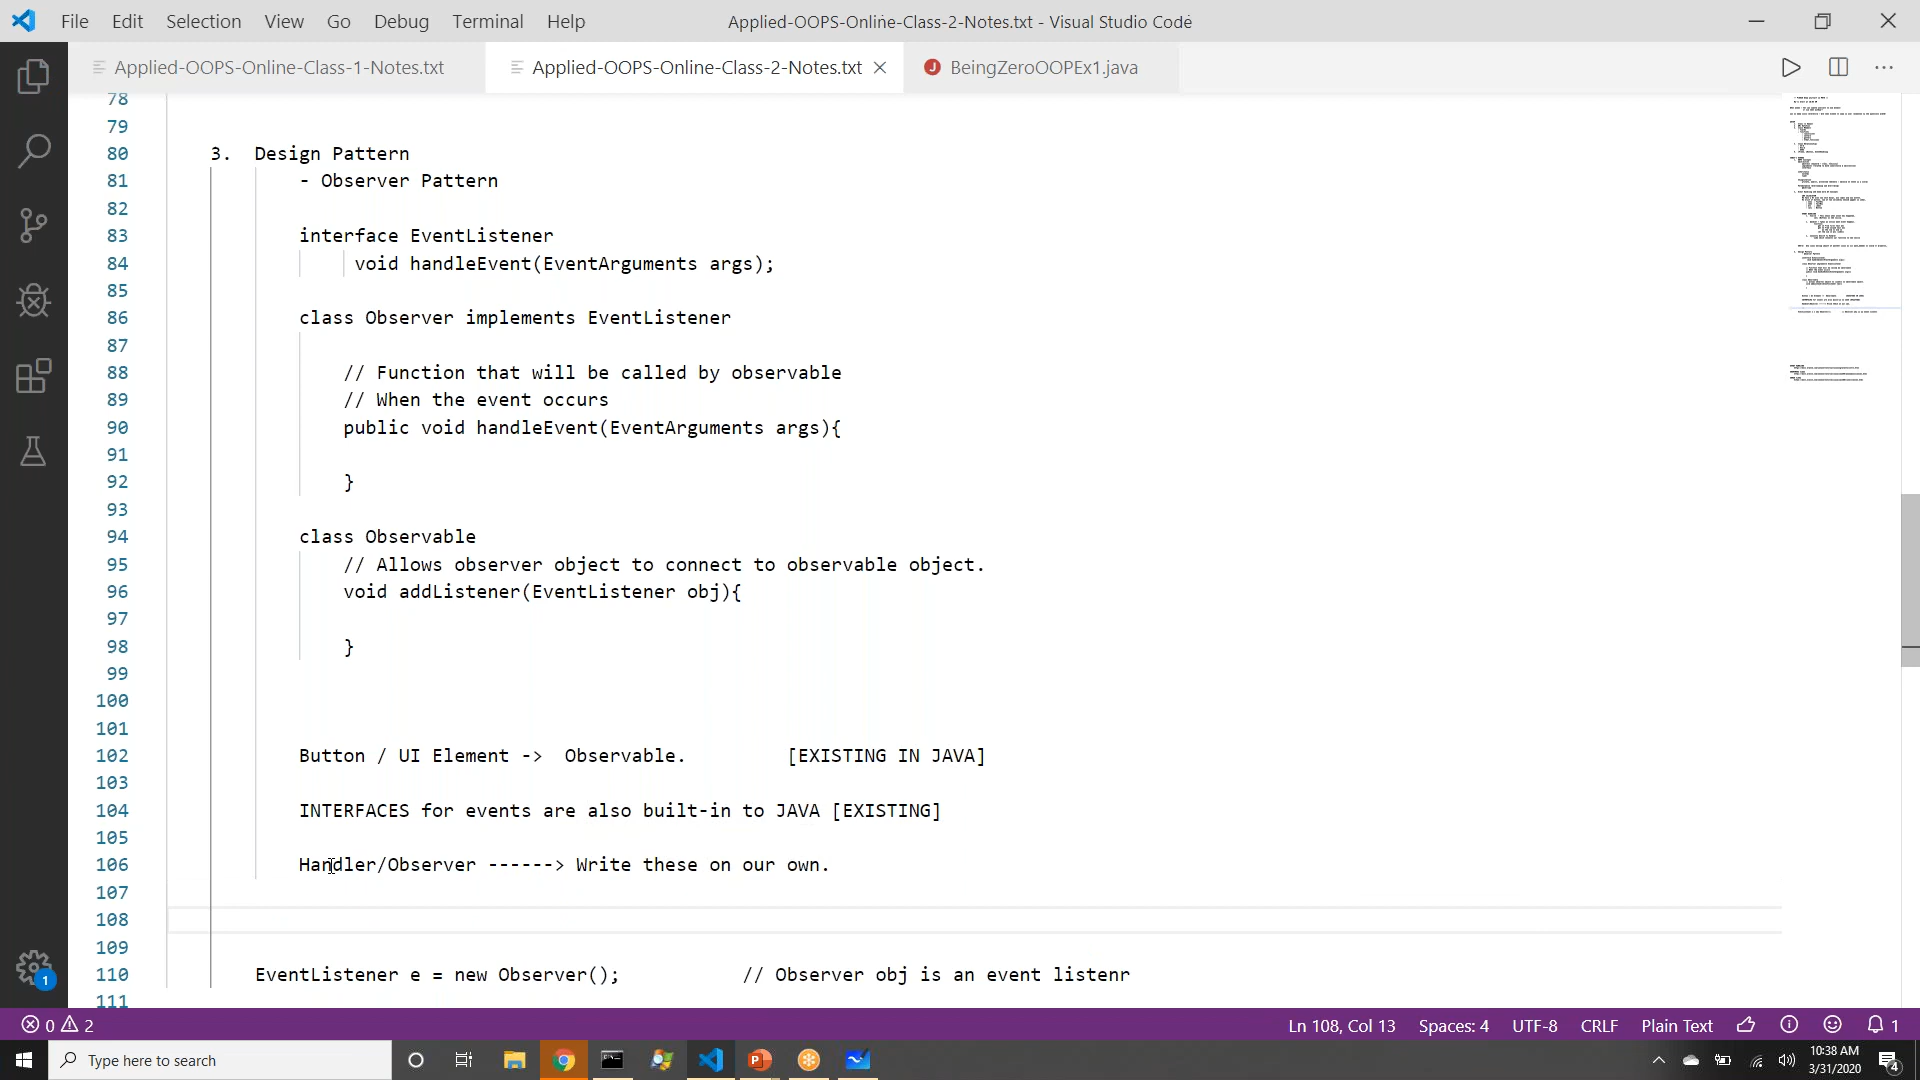 File Edit Selection View Go Debug Terminal Help Applied-OOPS-Online-Class-2-Notes.txt - Visual Studio Code
Applied-OOPS-Online-Class-1-Notes.txt Applied-OOPS-Online-Class-2-Notes.txt BeingZeroOOPEx1.java
78
79
80 3. Design Pattern
81 - Observer Pattern
82
83 interface EventListener
84 void handleEvent(EventArguments args);
85
86 class Observer implements EventListener
87
88 // Function that will be called by observable
89 // When the event occurs
90 public void handleEvent(EventArguments args){
91
92 }
93
94 class Observable
95 // Allows observer object to connect to observable object.
96 void addListener(EventListener obj){
97
98 }
99
100
101
102 Button / UI Element -> Observable. [EXISTING IN JAVA]
103
104 INTERFACES for events are also built-in to JAVA [EXISTING]
105
106 Handler/Observer ------> Write these on our own.
107
108
109
110 EventListener e = new Observer(); // Observer obj is an event listenr
111
1
0 2 Ln 108, Col 13 Spaces: 4 UTF-8 CRLF Plain Text 1
Type here to search
10:38 AM
3/31/2020
4